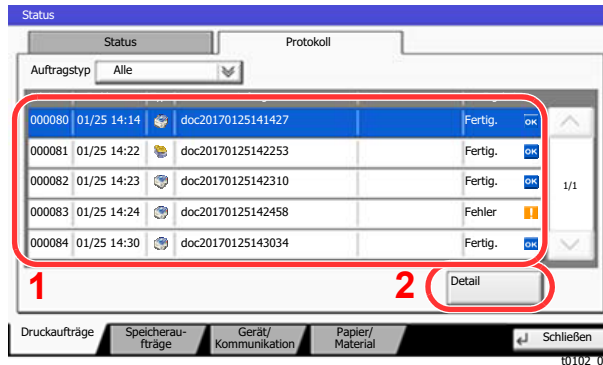 Status
Status Protokoll
Auftragstyp Alle
000080 01/25 14:14 doc20170125141427 Fertig. OK
000081 01/25 14:22 doc20170125142253 Fertig. OK
000082 01/25 14:23 doc20170125142310 Fertig. OK
1/1
000083 01/25 14:24 doc20170125142458 Fehler !
000084 01/25 14:30 doc20170125143034 Fertig. OK
1 2 Detail
Druckaufträge Speicherau-
fträge Gerät/
Kommunikation Papier/
Material Schließen
t0102_0